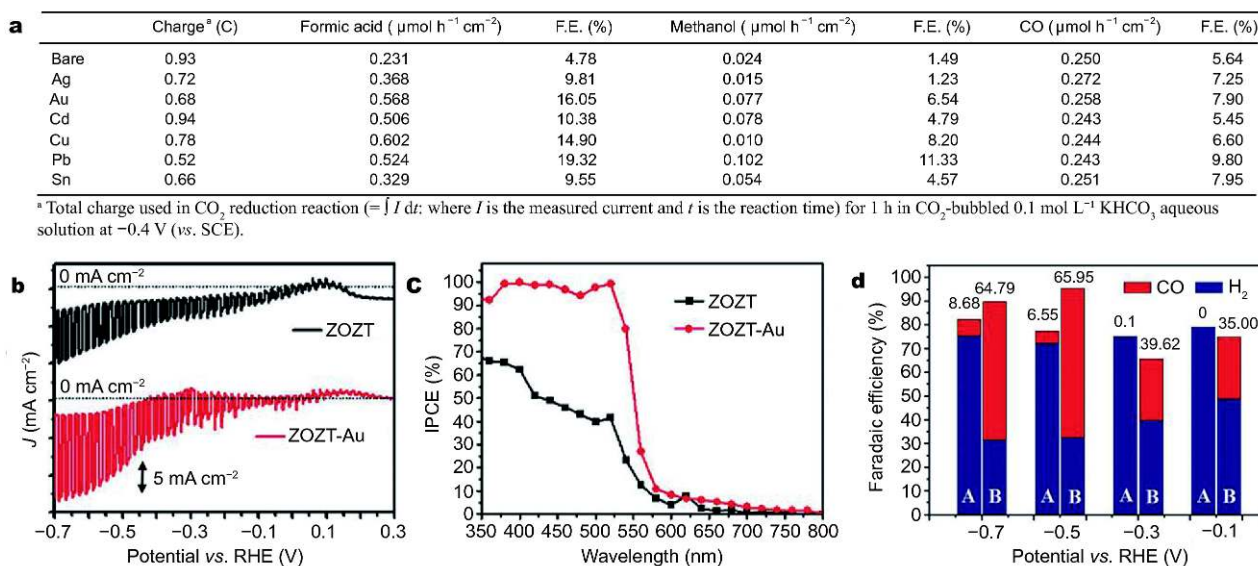 a
Chargeᵃ (C) Formic acid ( μmol h⁻¹ cm⁻²) F.E. (%) Methanol ( μmol h⁻¹ cm⁻²) F.E. (%) CO ( μmol h⁻¹ cm⁻²) F.E. (%)
Bare 0.93 0.231 4.78 0.024 1.49 0.250 5.64
Ag 0.72 0.368 9.81 0.015 1.23 0.272 7.25
Au 0.68 0.568 16.05 0.077 6.54 0.258 7.90
Cd 0.94 0.506 10.38 0.078 4.79 0.243 5.45
Cu 0.78 0.602 14.90 0.010 8.20 0.244 6.60
Pb 0.52 0.524 19.32 0.102 11.33 0.243 9.80
Sn 0.66 0.329 9.55 0.054 4.57 0.251 7.95
ᵃ Total charge used in CO₂ reduction reaction (= ∫ I dt: where I is the measured current and t is the reaction time) for 1 h in CO₂-bubbled 0.1 mol L⁻¹ KHCO₃ aqueous
solution at −0.4 V (vs. SCE).
b
0 mA cm⁻²
ZOZT
0 mA cm⁻²
ZOZT-Au
5 mA cm⁻²
J (mA cm⁻²)
−0.7 −0.5 −0.3 −0.1 0.1 0.3
Potential vs. RHE (V)
c
ZOZT
ZOZT-Au
IPCE (%)
100
90
80
70
60
50
40
30
20
10
0
350 400 450 500 550 600 650 700 750 800
Wavelength (nm)
d
CO H₂
Faradaic efficiency (%)
100
90
80
70
60
50
40
30
20
10
0
8.68 64.79 6.55 65.95 0.1 39.62 0 35.00
A B A B A B A B
−0.7 −0.5 −0.3 −0.1
Potential vs. RHE (V)